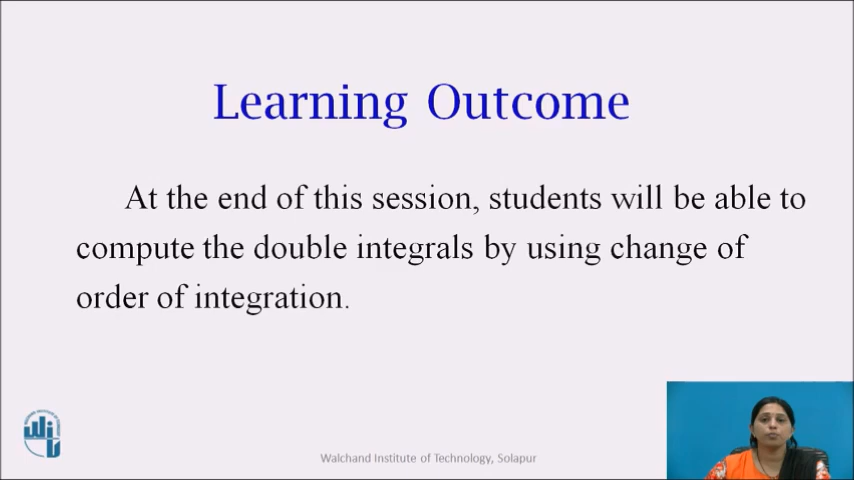 Learning Outcome
At the end of this session, students will be able to
compute the double integrals by using change of
order of integration.
Walchand Institute of Technology, Solapur